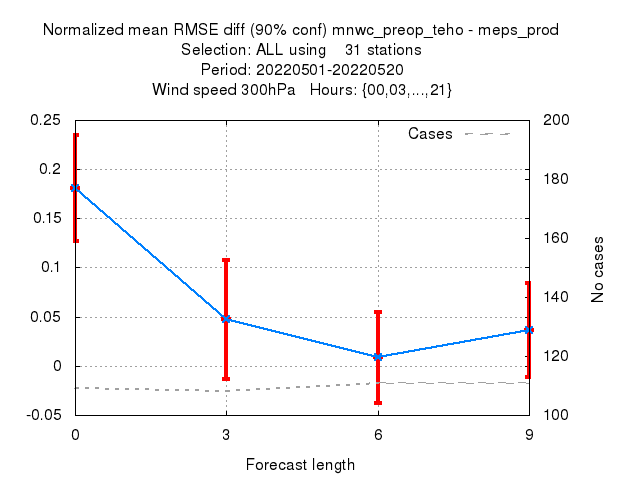 Normalized mean RMSE diff (90% conf) mnwc_preop_teho - meps_prod
Selection: ALL using    31 stations
Period: 20220501-20220520
Wind speed 300hPa   Hours: {00,03,...,21}
Cases
0.25
0.2
0.15
0.1
0.05
0
-0.05
200
180
160
140
120
100
No cases
0 3 6 9
Forecast length